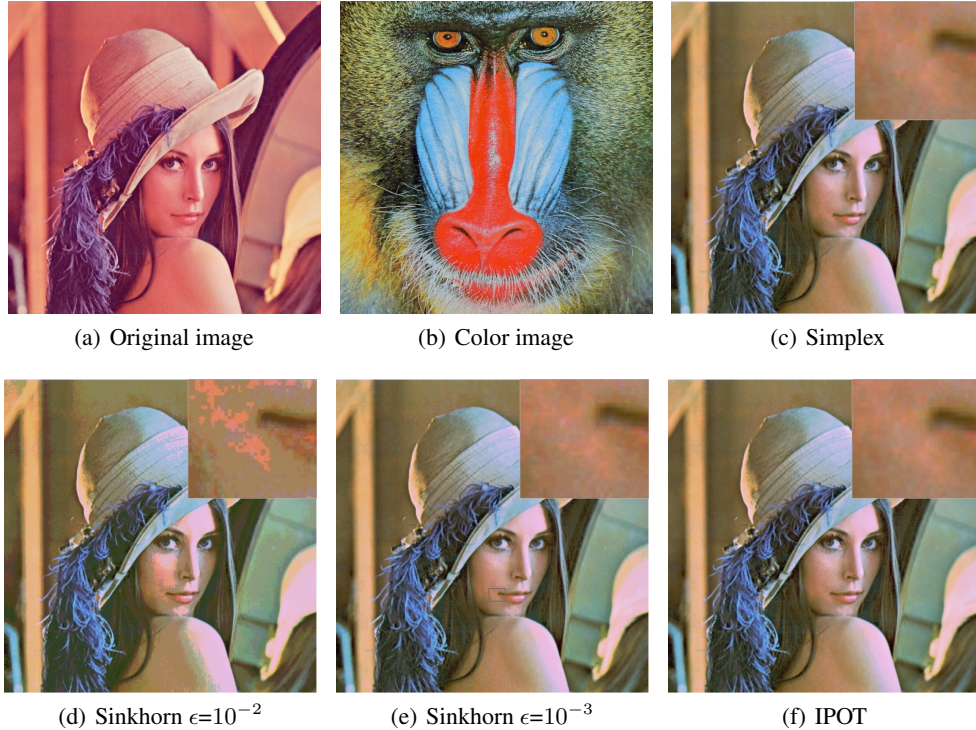 (a) Original image
(b) Color image
(c) Simplex
(d) Sinkhorn ϵ=10⁻²
(e) Sinkhorn ϵ=10⁻³
(f) IPOT